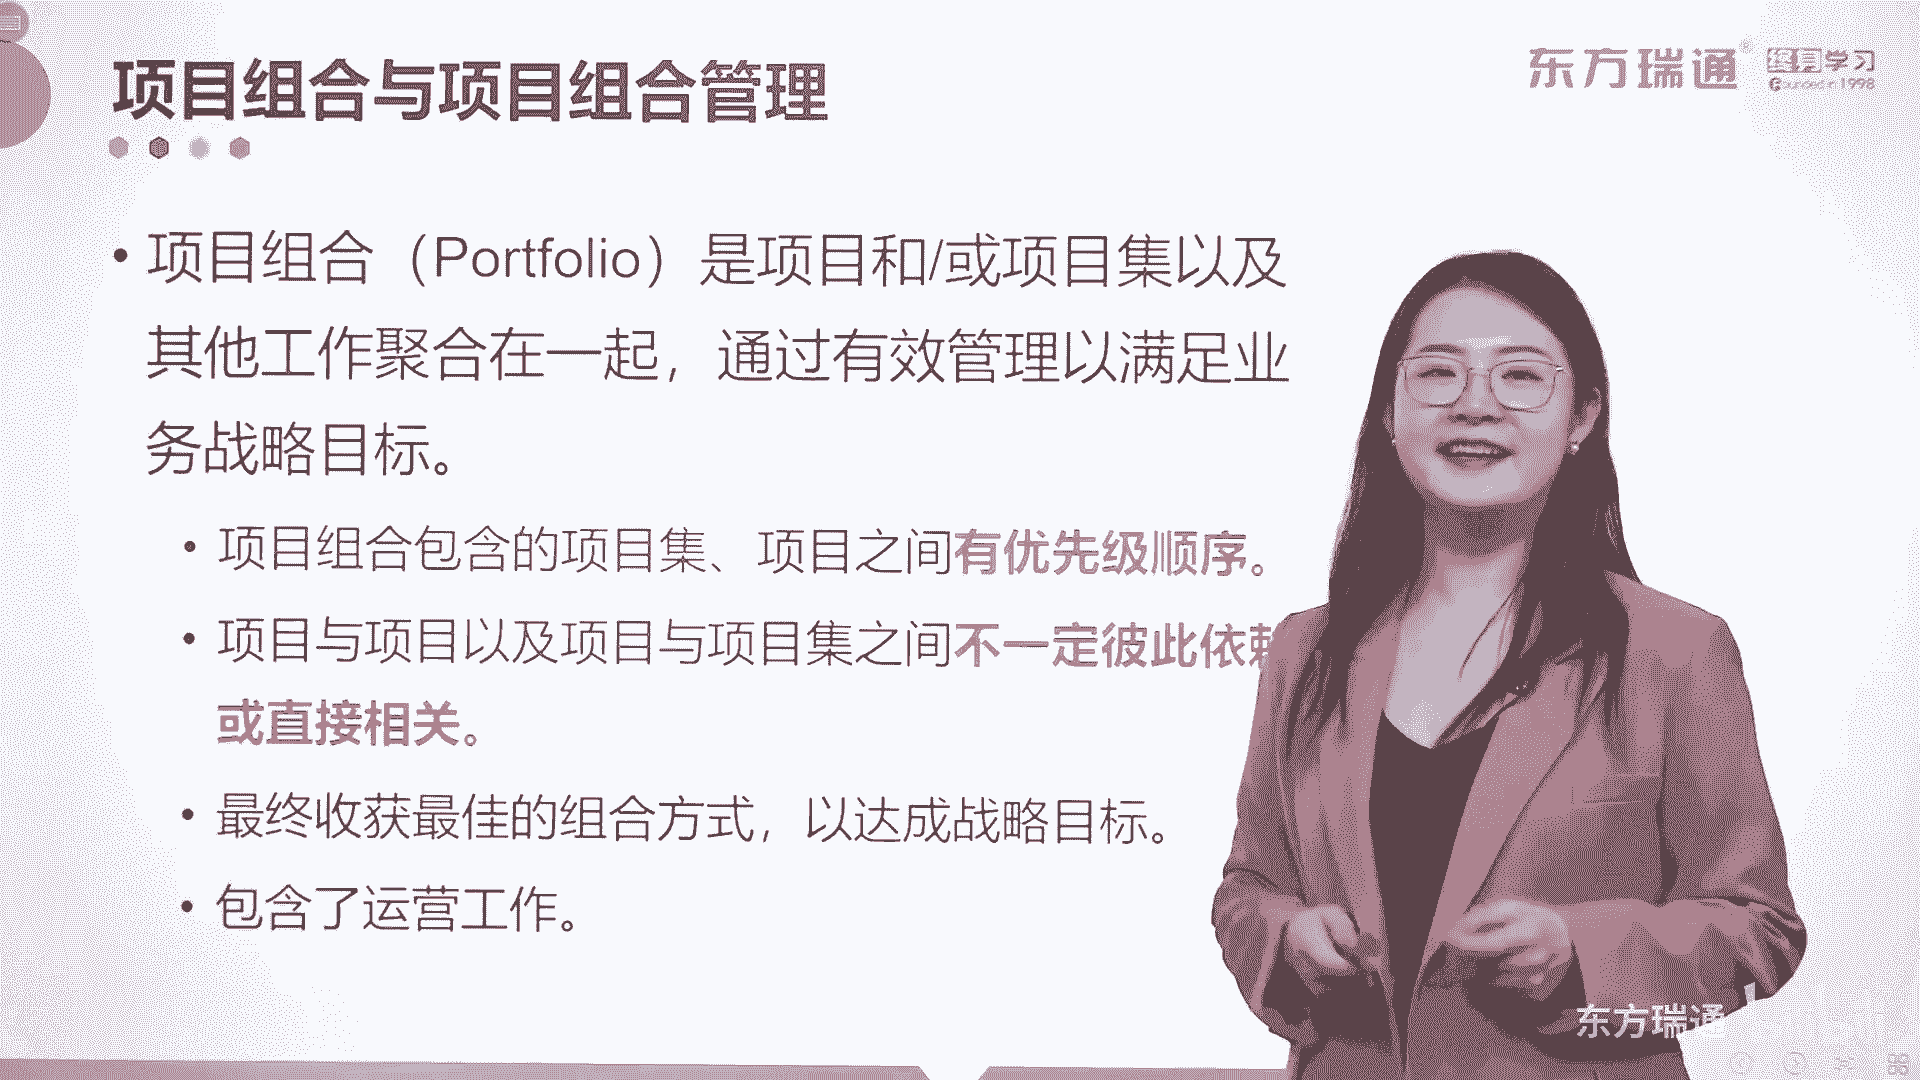 项目组合与项目组合管理
东方瑞通®
终身学习
Founded in 1998
• 项目组合（Portfolio）是项目和/或项目集以及
其他工作聚合在一起，通过有效管理以满足业
务战略目标。
• 项目组合包含的项目集、项目之间有优先级顺序。
• 项目与项目以及项目与项目集之间不一定彼此依赖
或直接相关。
• 最终收获最佳的组合方式，以达成战略目标。
• 包含了运营工作。
东方瑞通